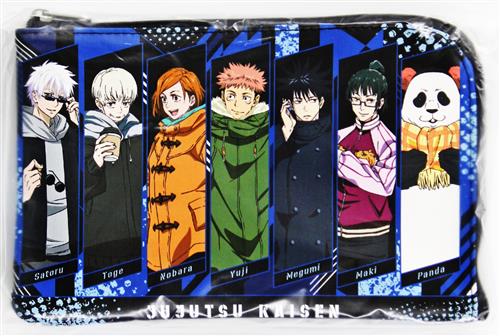 Satoru
Toge
Nobara
Yuji
Megumi
Maki
Panda
JUJUTSU KAISEN